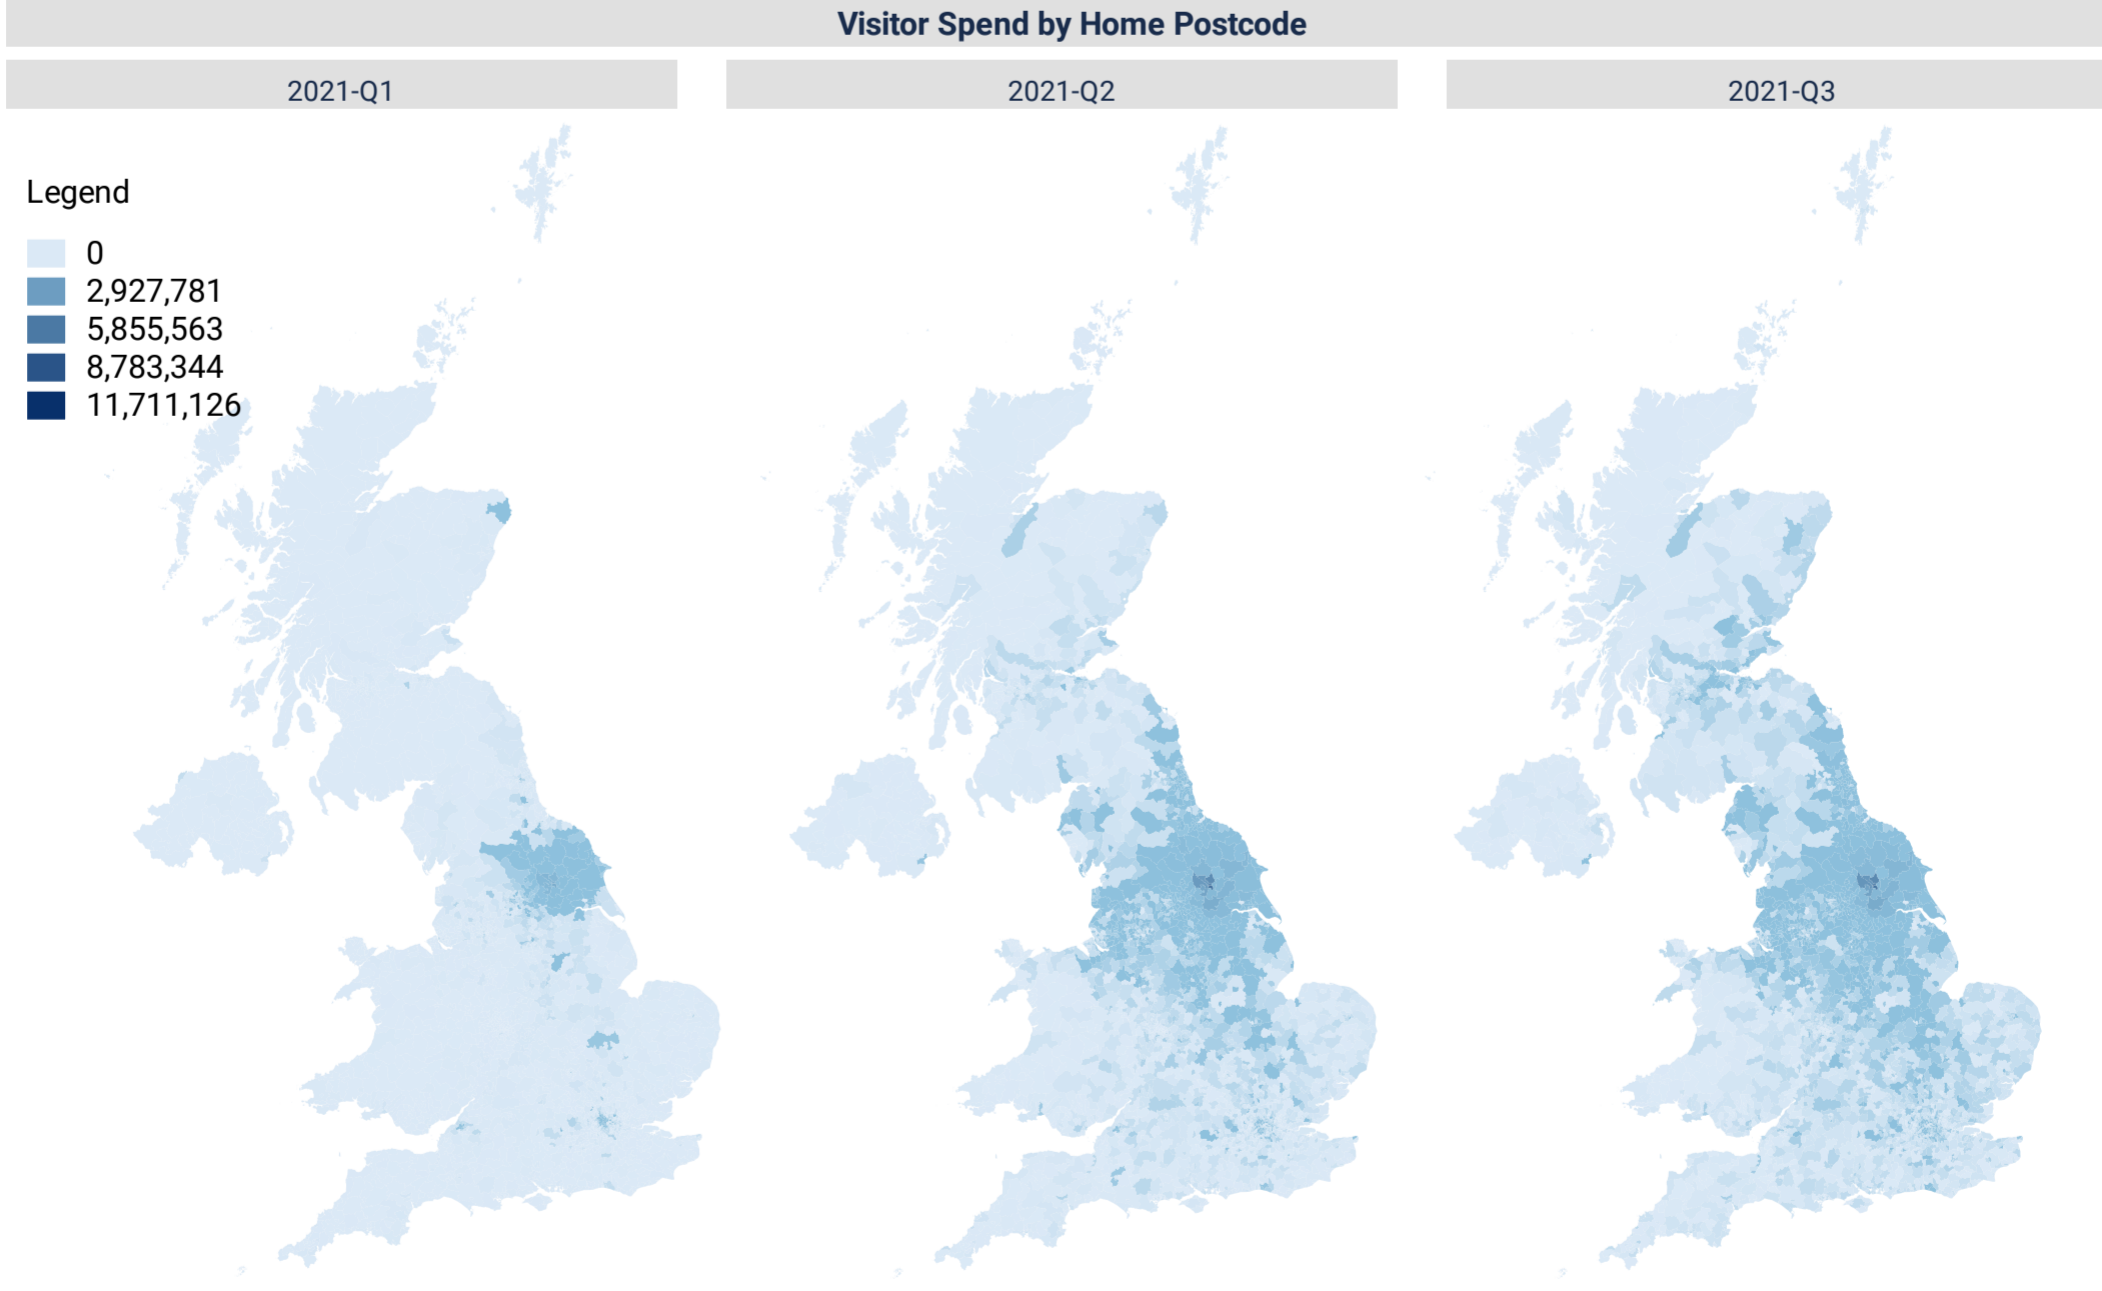 Visitor Spend by Home Postcode
2021-Q1
2021-Q2
2021-Q3
Legend
0
2,927,781
5,855,563
8,783,344
11,711,126